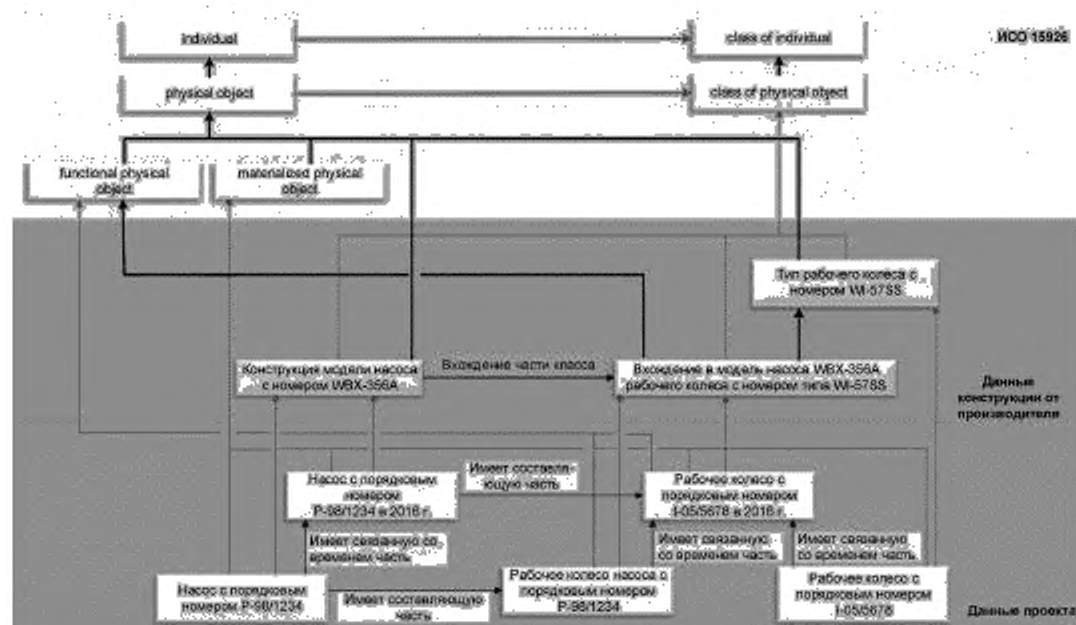 individual
class of individual
ИСО 15926
physical object
class of physical object
functional physical
object
materialized physical
object
Тип рабочего колеса с
номером WI-57SS
Конструкция модели насоса
с номером WBX-356A
Вхождение части класса
Вхождение в модель насоса WBX-356A
рабочего колеса с номером типа WI-57SS
Данные
конструкции от
производителя
Насос с порядковым
номером
P-98/1234 в 2016 г.
Имеет составля-
ющую часть
Рабочее колесо с
порядковым номером
I-05/5678 в 2016 г.
Имеет связанную со
временем часть
Имеет связанную
со временем часть
Имеет связанную
со временем часть
Насос с порядковым
номером P-98/1234
Имеет составляющую
часть
Рабочее колесо насоса с
порядковым номером
P-98/1234
Рабочее колесо с
порядковым номером
I-05/5678
Данные проекта